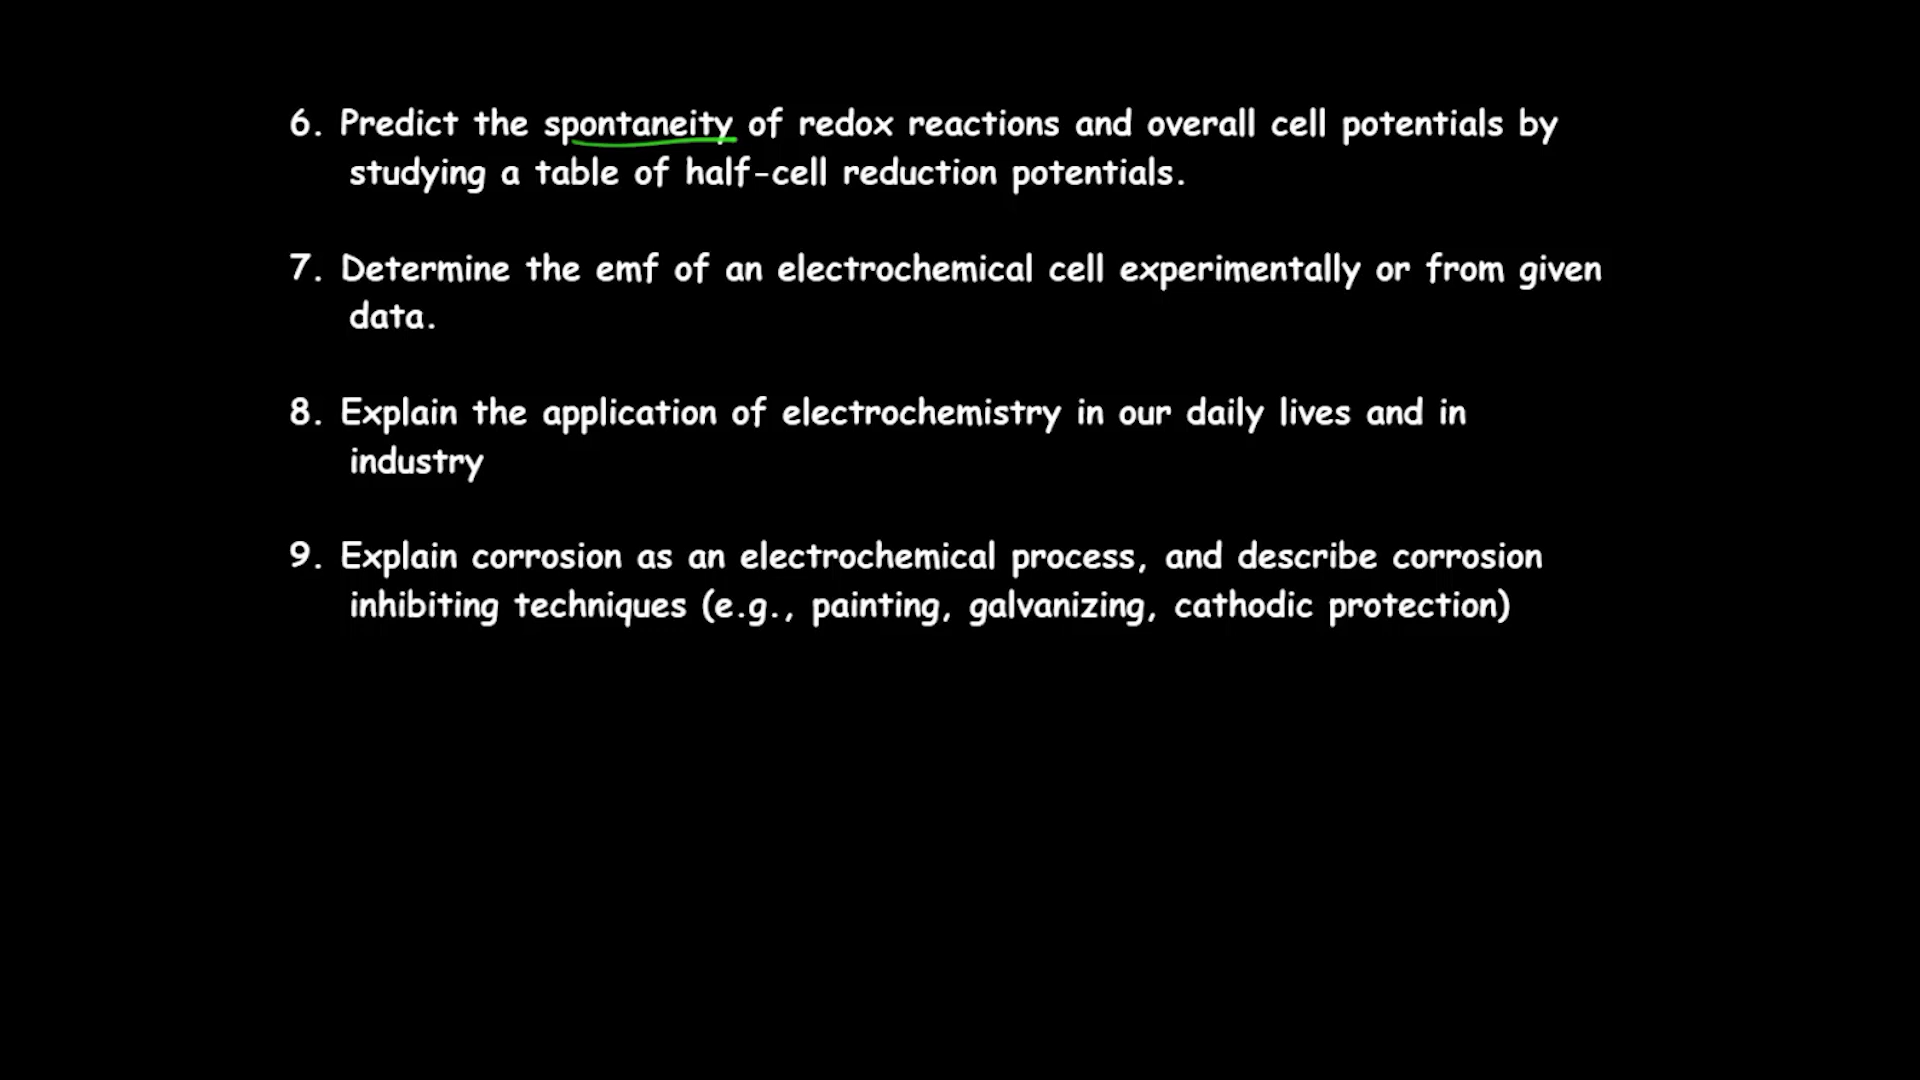 6. Predict the spontaneity of redox reactions and overall cell potentials by
studying a table of half-cell reduction potentials.
7. Determine the emf of an electrochemical cell experimentally or from given
data.
8. Explain the application of electrochemistry in our daily lives and in
industry
9. Explain corrosion as an electrochemical process, and describe corrosion
inhibiting techniques (e.g., painting, galvanizing, cathodic protection)